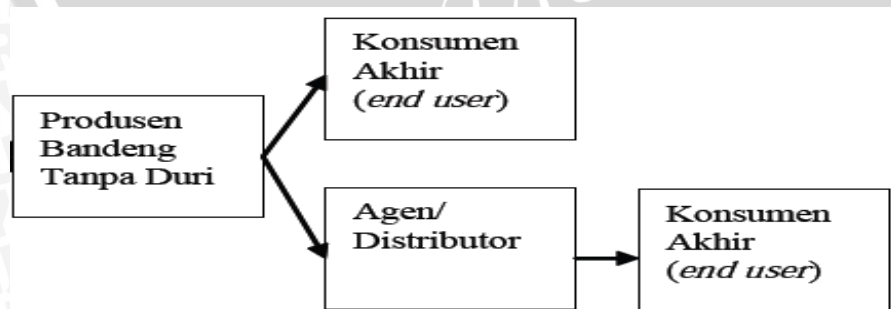 Konsumen
Akhir
(end user)
Produsen
Bandeng
Tanpa Duri
Agen/
Distributor
Konsumen
Akhir
(end user)